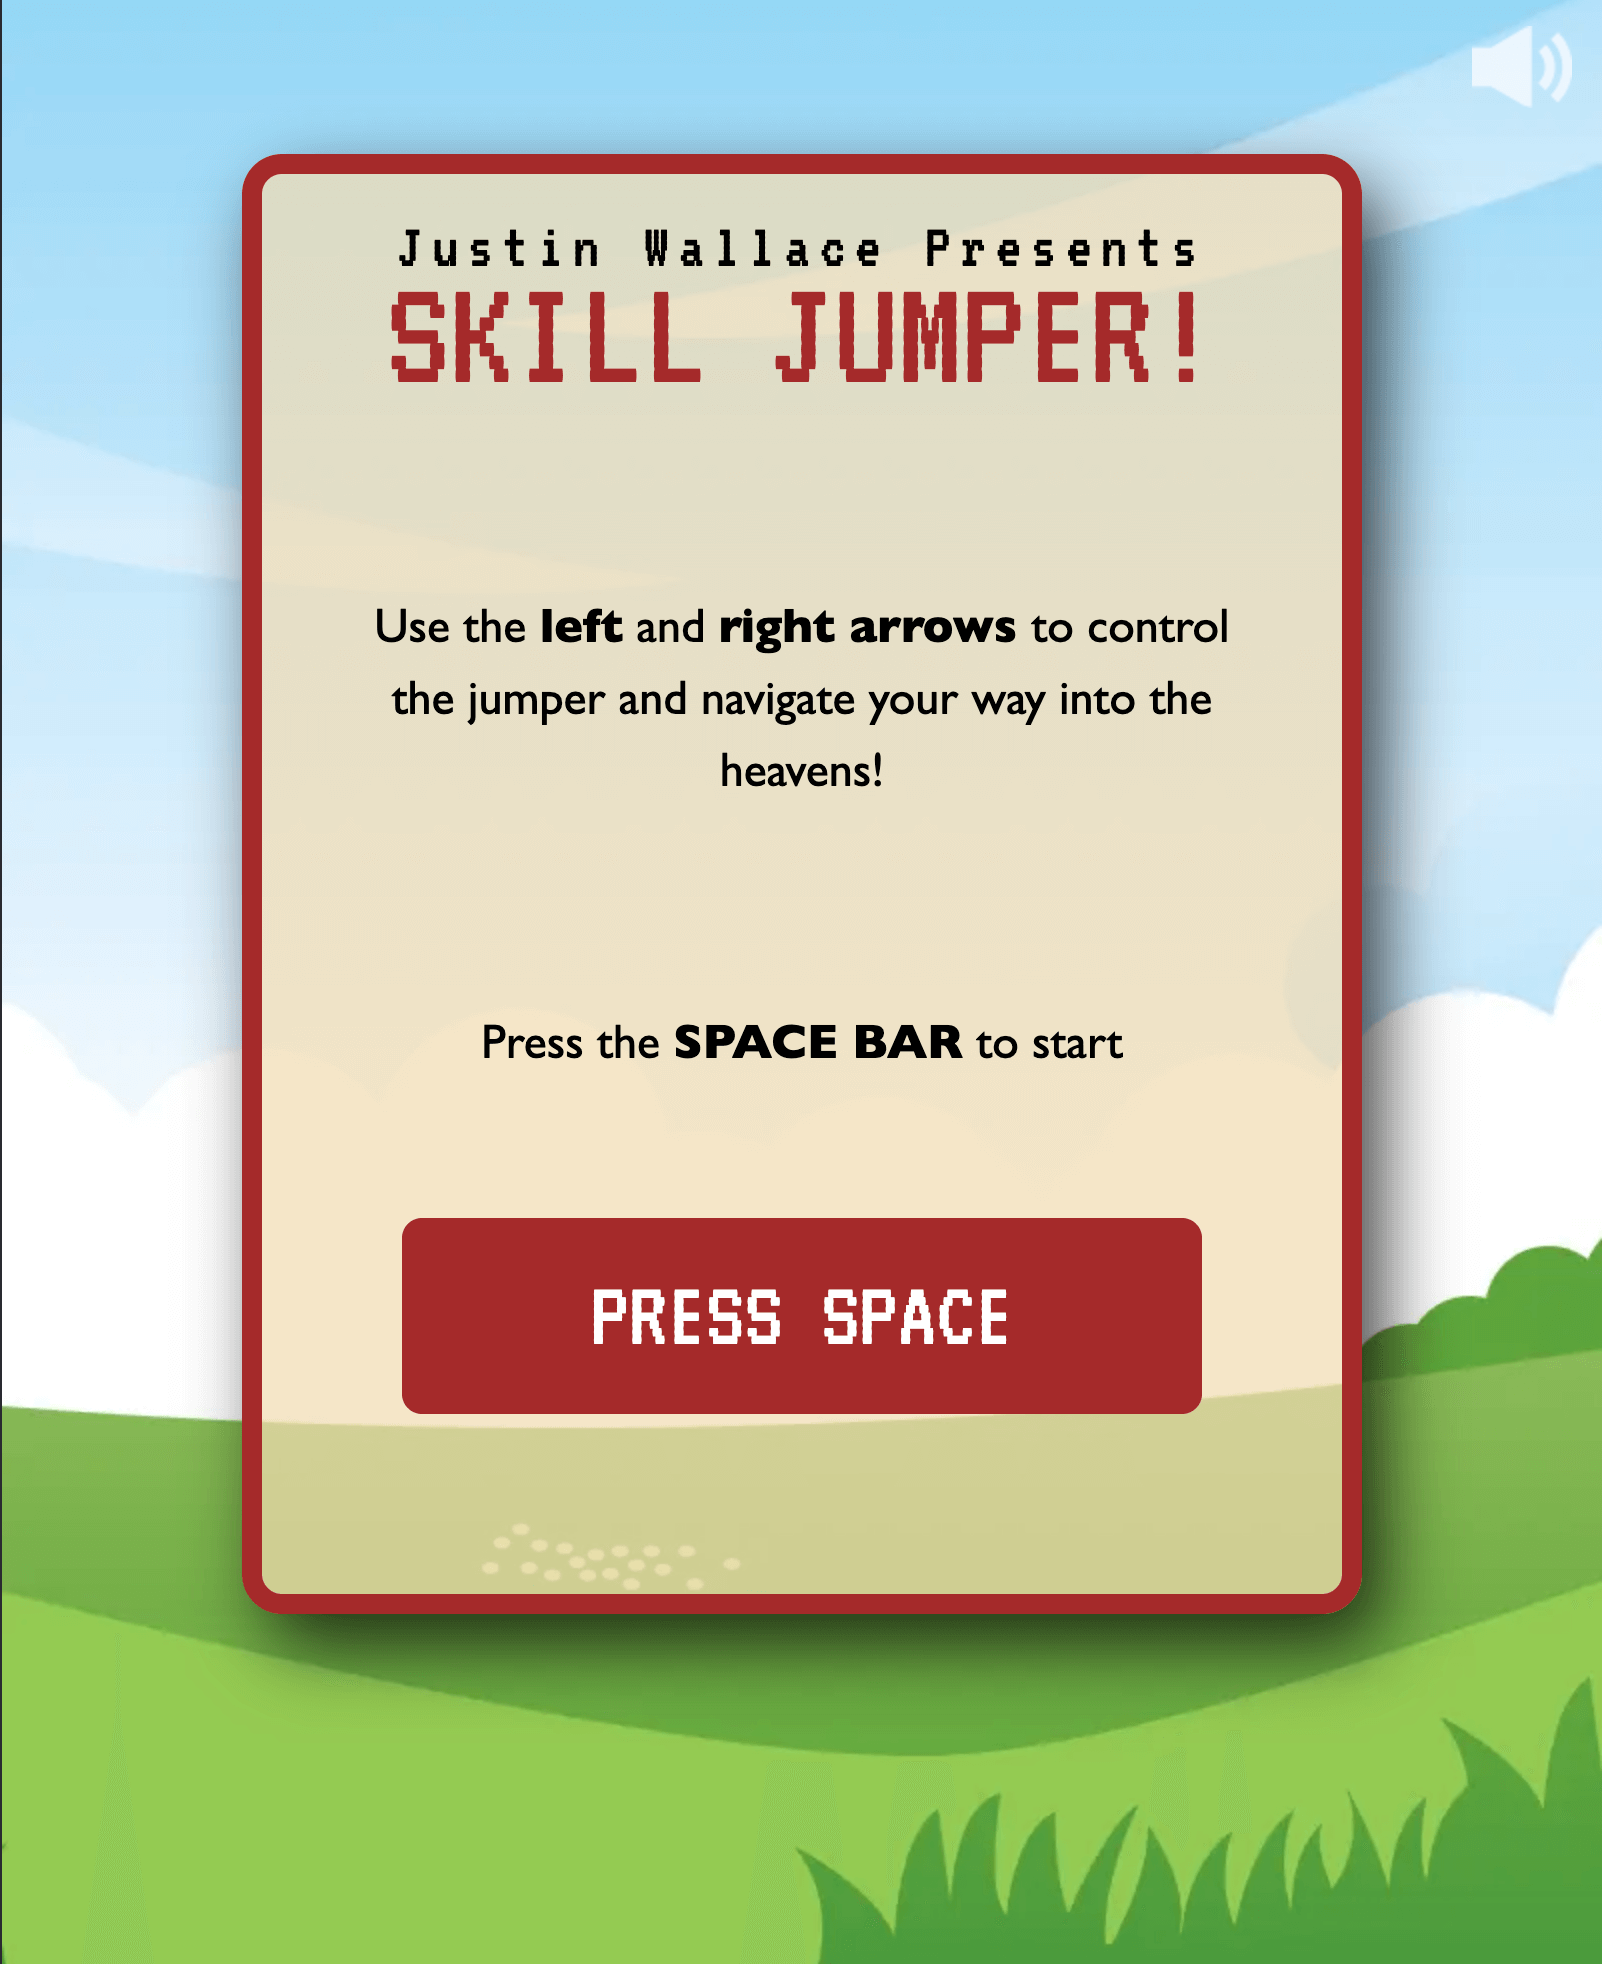 Justin Wallace Presents
SKILL JUMPER!
Use the left and right arrows to control
the jumper and navigate your way into the
heavens!
Press the SPACE BAR to start
PRESS SPACE